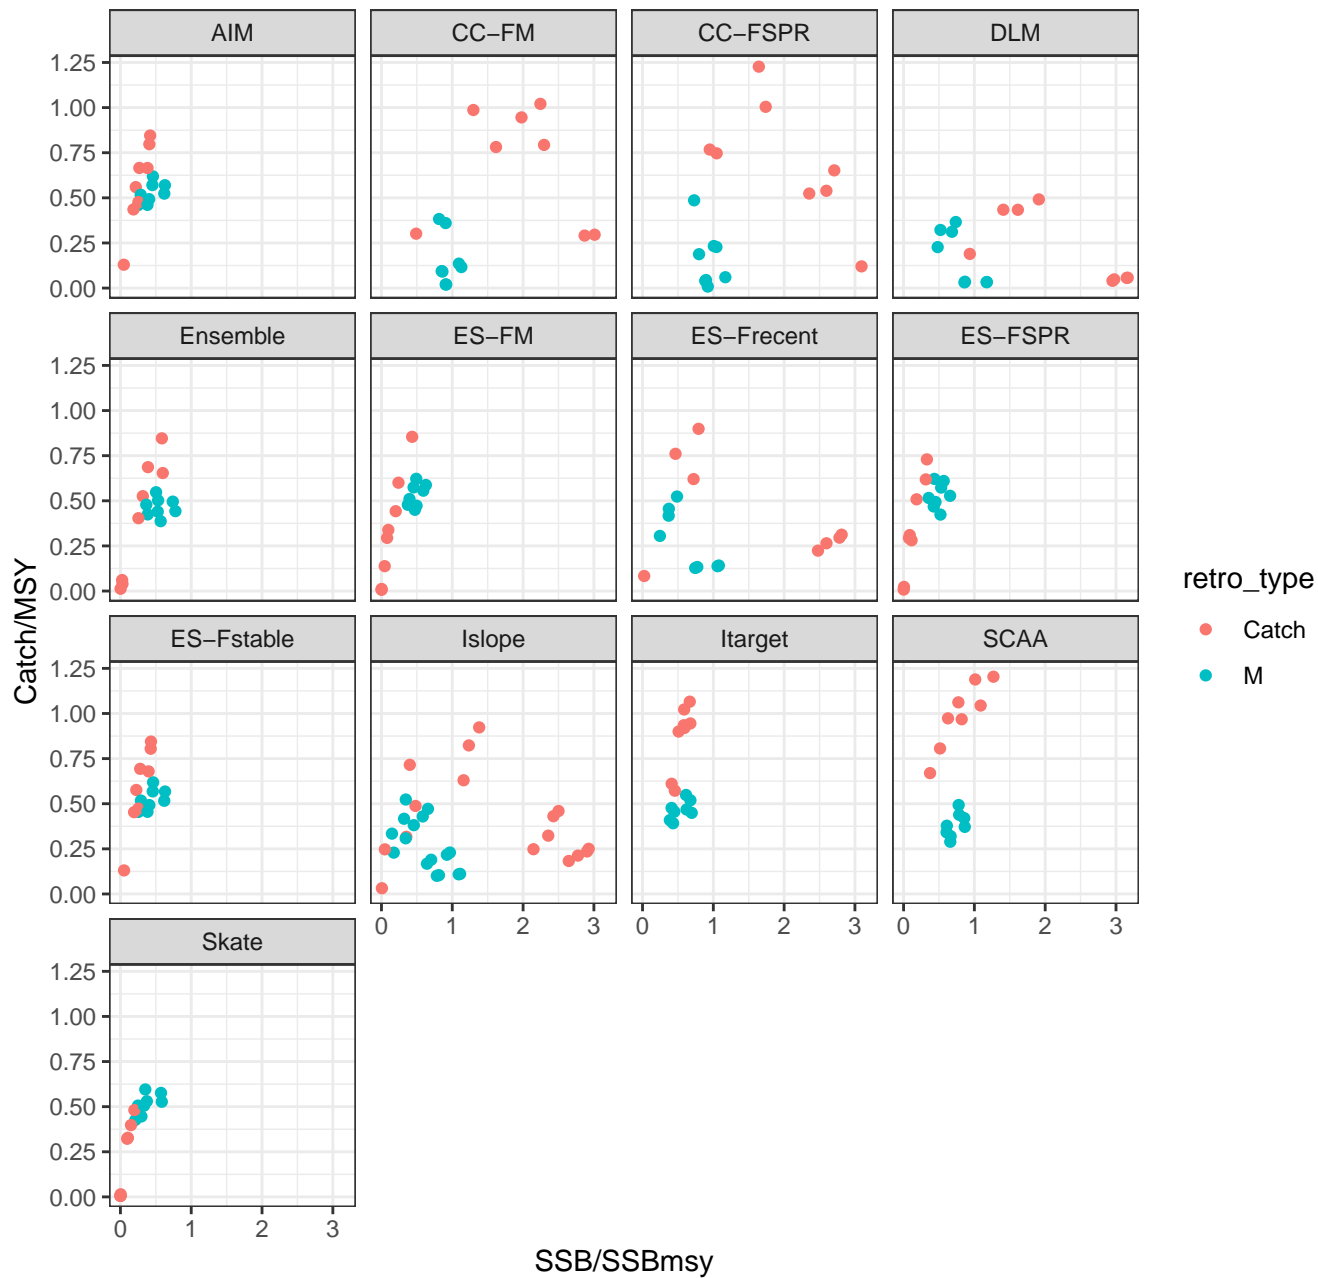 AIM CC−FM CC−FSPR DLM
1.25
1.00
0.75
0.50
0.25
0.00
Ensemble ES−FM ES−Frecent ES−FSPR
1.25
1.00
0.75
0.50
0.25
0.00
ES−Fstable Islope Itarget SCAA
1.25
1.00
0.75
0.50
0.25
0.00
0 1 2 3 0 1 2 3 0 1 2 3
Skate
1.25
1.00
0.75
0.50
0.25
0.00
0 1 2 3
SSB/SSBmsy
Catch/MSY
retro_type
Catch
M